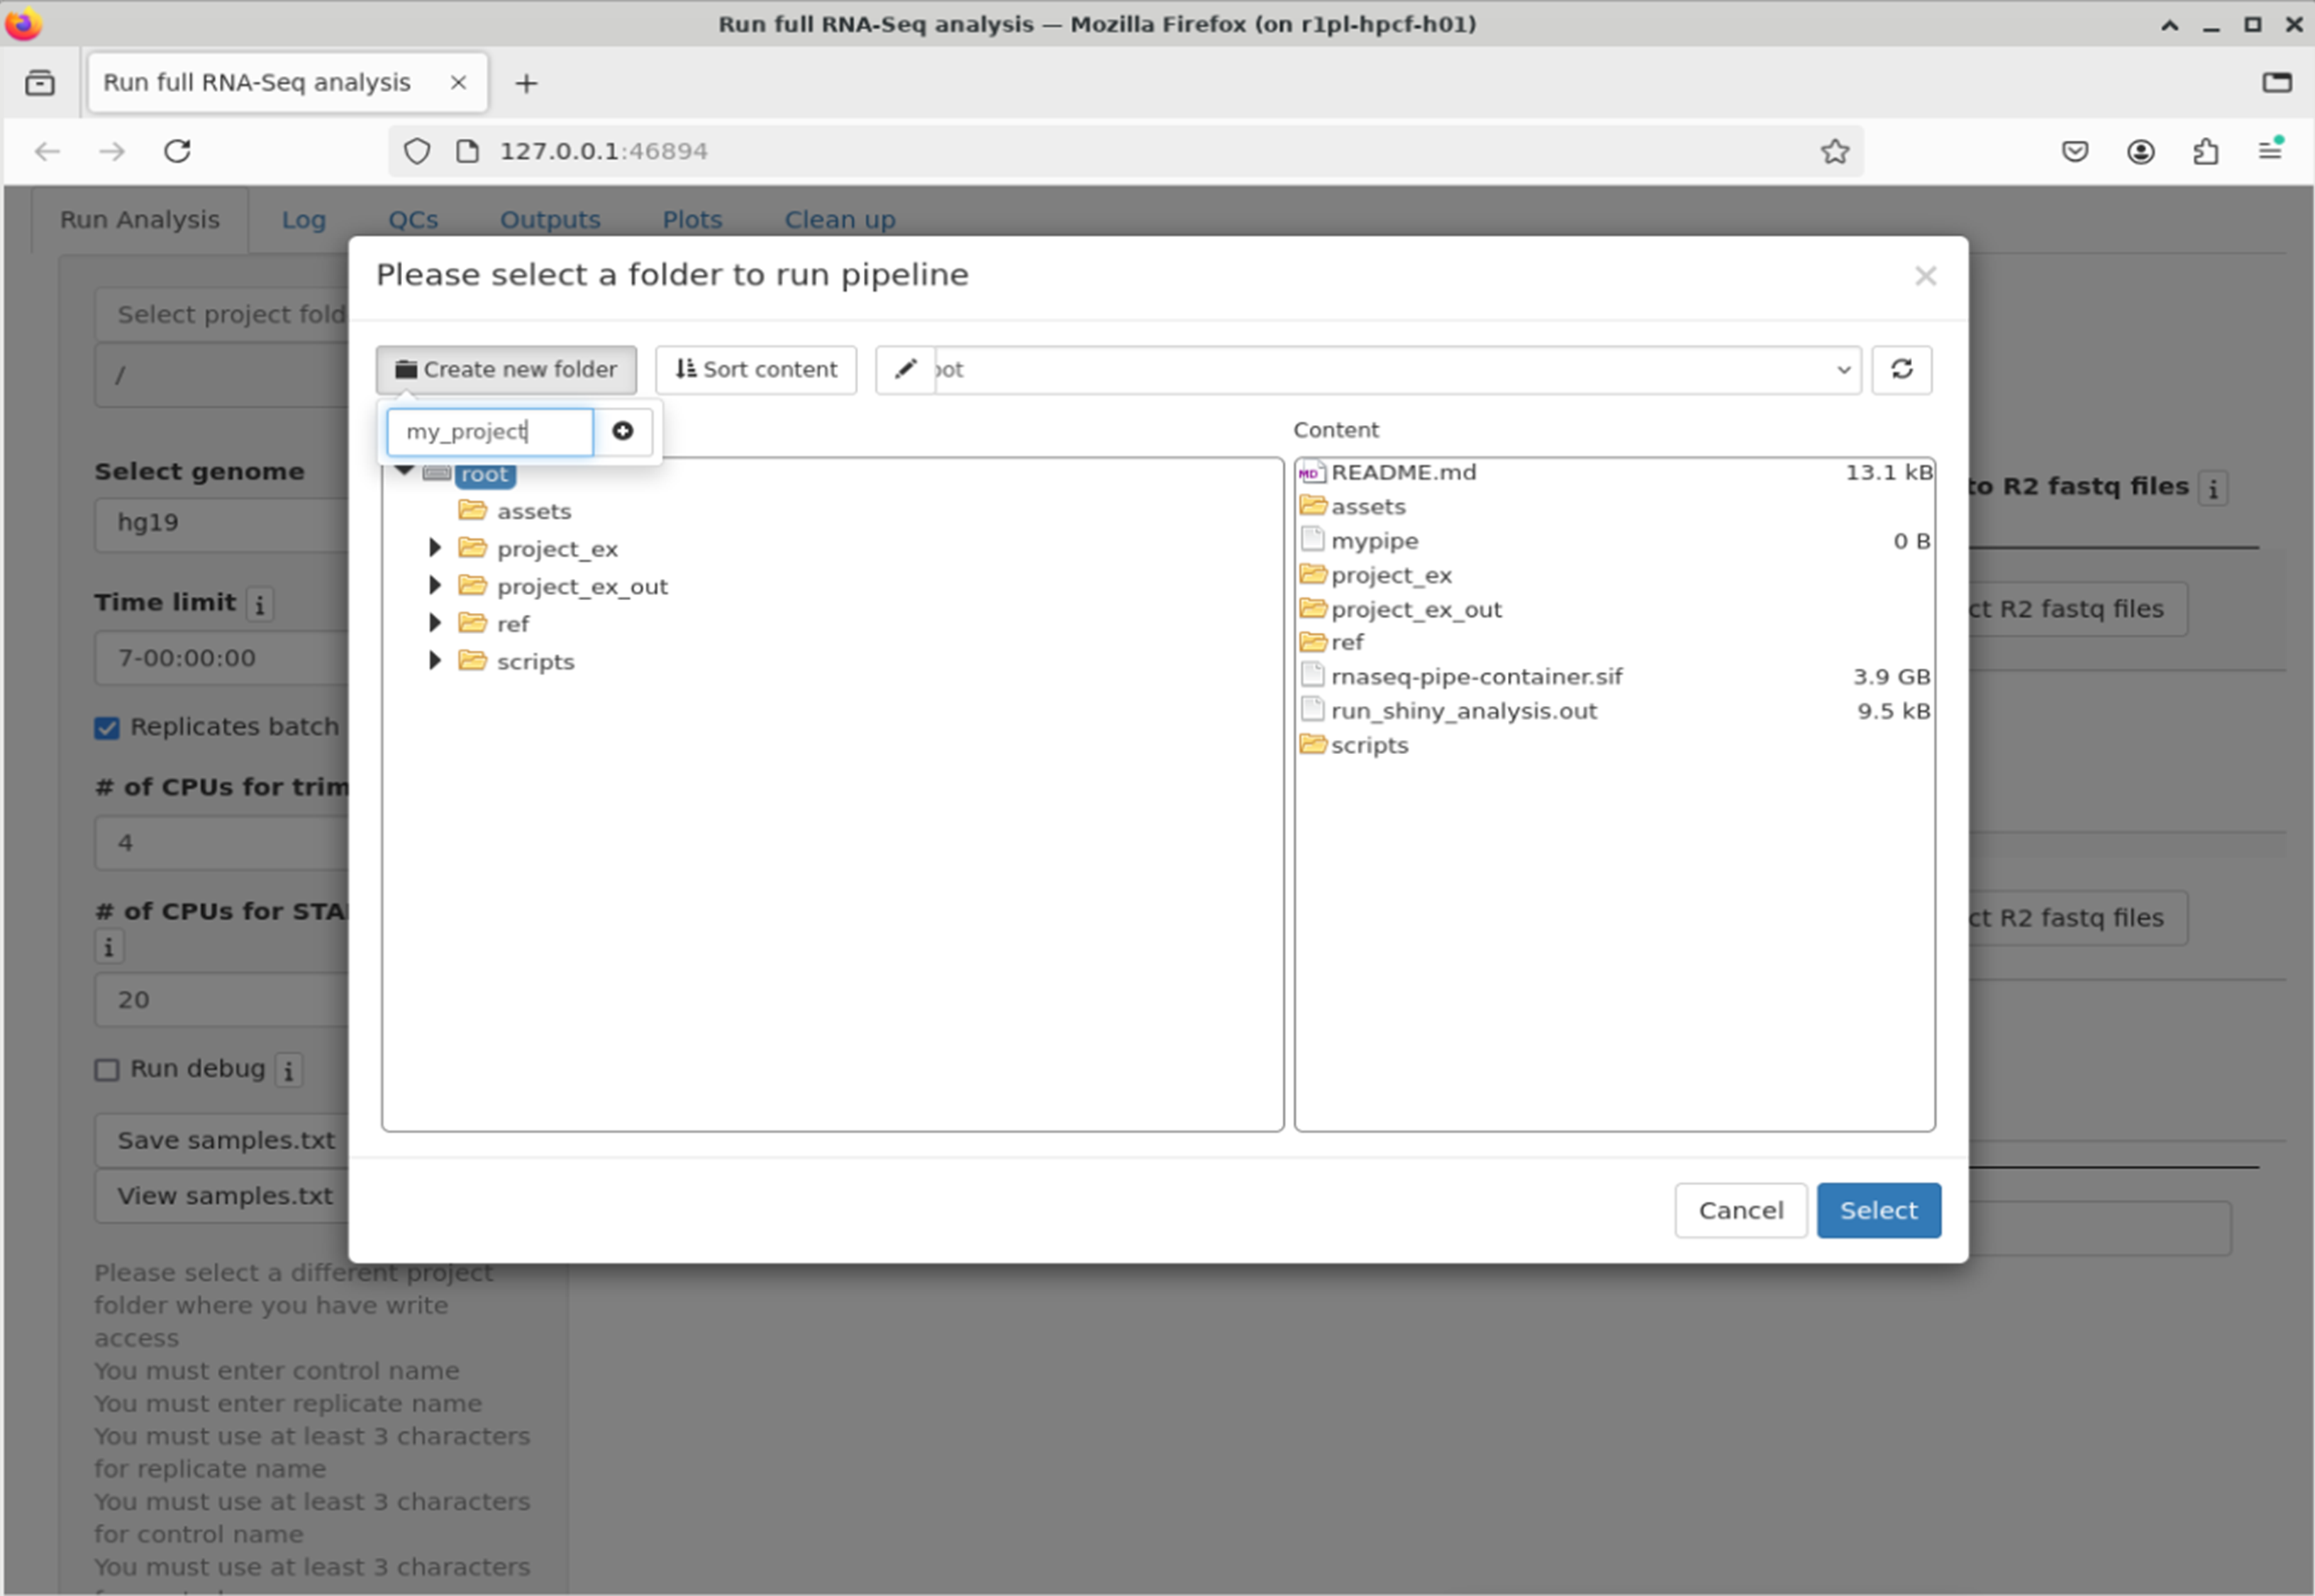 Run full RNA-Seq analysis — Mozilla Firefox (on r1pl-hpcf-h01)
Run full RNA-Seq analysis
127.0.0.1:46894
Run Analysis
Log
QCs
Outputs
Plots
Clean up
Please select a folder to run pipeline
Select project fold
/
Create new folder
Sort content
oot
my_project
Content
root
assets
project_ex
project_ex_out
ref
scripts
README.md 13.1 kB
assets
mypipe 0 B
project_ex
project_ex_out
ref
rnaseq-pipe-container.sif 3.9 GB
run_shiny_analysis.out 9.5 kB
scripts
Cancel
Select
Select genome
hg19
Time limit i
7-00:00:00
Replicates batch
# of CPUs for trim
4
# of CPUs for STA
i
20
Run debug i
Save samples.txt
View samples.txt
Please select a different project
folder where you have write
access
You must enter control name
You must enter replicate name
You must use at least 3 characters
for replicate name
You must use at least 3 characters
for control name
You must use at least 3 characters
to R2 fastq files i
ct R2 fastq files
ct R2 fastq files